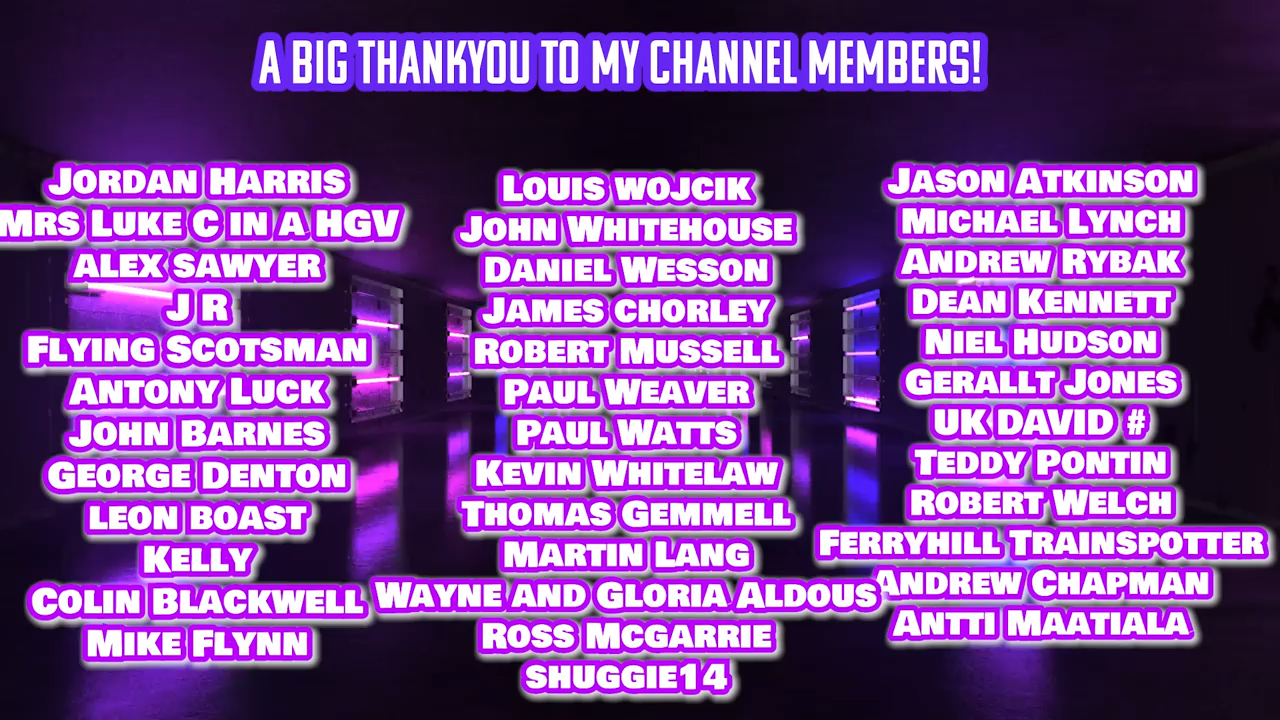 A BIG THANKYOU TO MY CHANNEL MEMBERS!
Jordan Harris
Mrs Luke C in a HGV
alex sawyer
J R
Flying Scotsman
Antony Luck
John Barnes
George Denton
leon boast
Kelly
Colin Blackwell
Mike Flynn
Louis wojcik
John Whitehouse
Daniel Wesson
James chorley
Robert Mussell
Paul Weaver
Paul Watts
Kevin Whitelaw
Thomas Gemmell
Martin Lang
Wayne and Gloria Aldous
Ross McGarrie
shuggie14
Jason Atkinson
Michael Lynch
Andrew Rybak
Dean Kennett
Niel Hudson
Gerallt Jones
UK DAVID #
Teddy Pontin
Robert Welch
Ferryhill Trainspotter
Andrew Chapman
Antti Maatiala